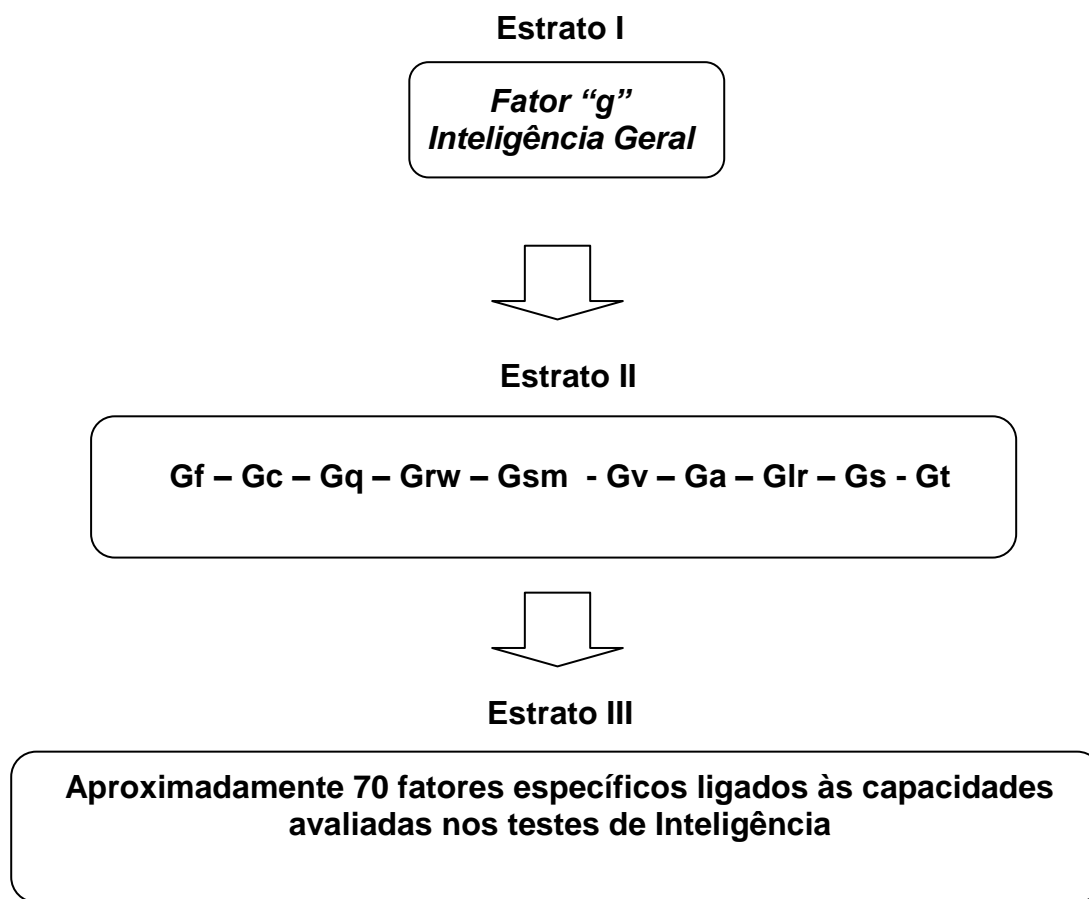 Estrato I
Fator “g”
Inteligência Geral
Estrato II
Gf – Gc – Gq – Grw – Gsm - Gv – Ga – Glr – Gs - Gt
Estrato III
Aproximadamente 70 fatores específicos ligados às capacidades
avaliadas nos testes de Inteligência